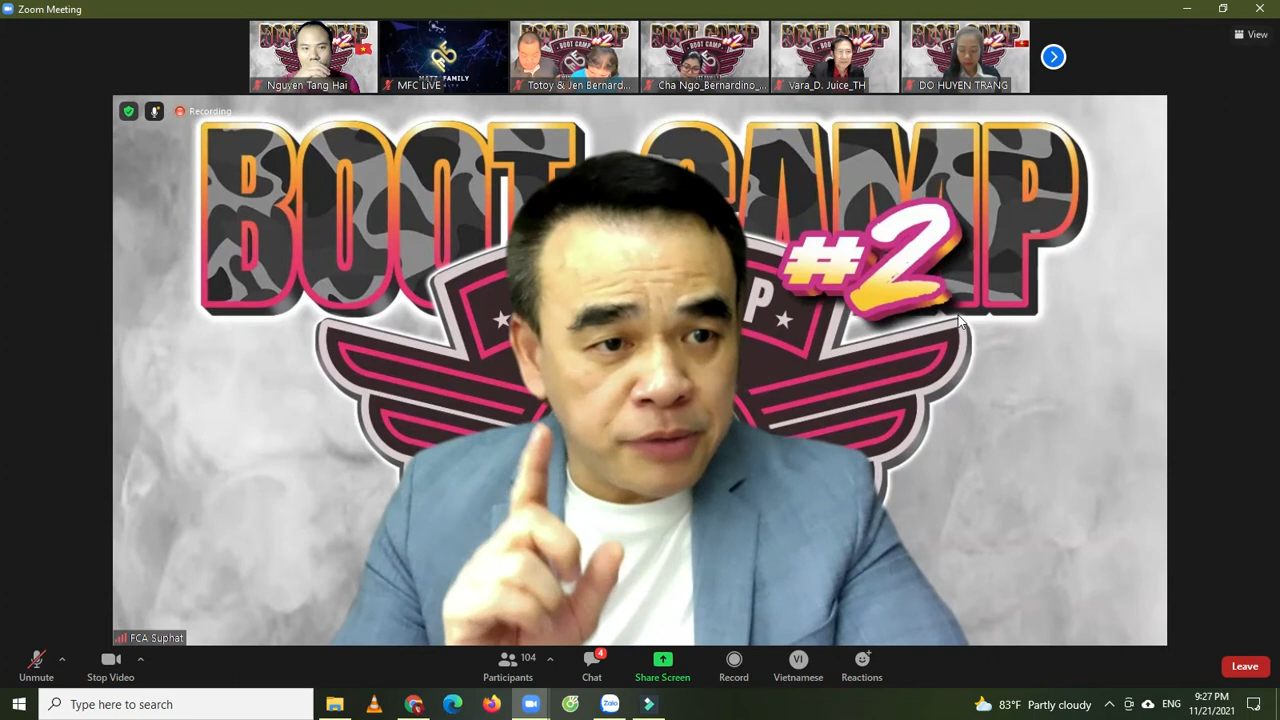 Zoom Meeting
View
Nguyen Tang Hai
MFC LIVE
Totoy & Jen Bernard...
Cha Ngo_Bernardino_...
Vara_D. Juice_TH
DO HUYEN TRANG
Recording
BOOT CAMP
#2
P
FCA Suphat
Unmute
Stop Video
104
Participants
4
Chat
Share Screen
Record
VI
Vietnamese
Reactions
Leave
Type here to search
Zalo
83°F Partly cloudy
ENG
9:27 PM
11/21/2021